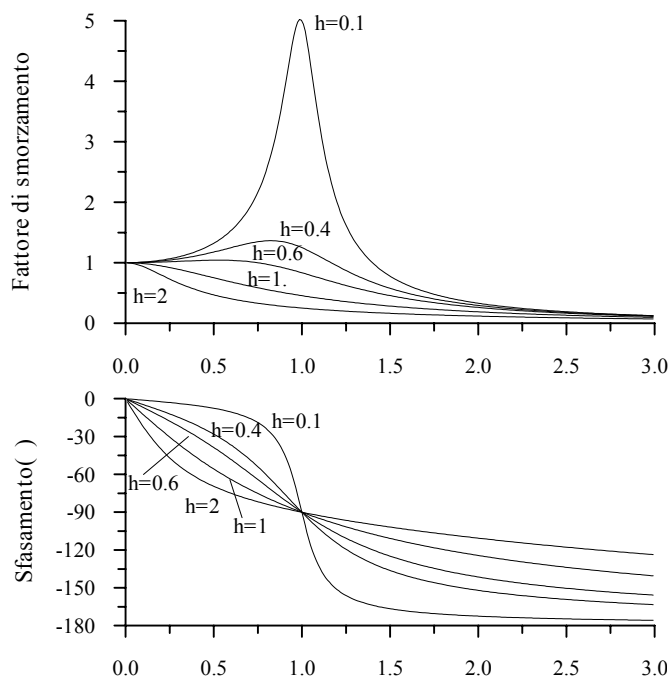 Fattore di smorzamento
5
4
3
2
1
0
h=0.1
h=0.4
h=0.6
h=1.
h=2
0.0 0.5 1.0 1.5 2.0 2.5 3.0
Sfasamento( )
0
-30
-60
-90
-120
-150
-180
h=0.1
h=0.4
h=0.6
h=2
h=1
0.0 0.5 1.0 1.5 2.0 2.5 3.0